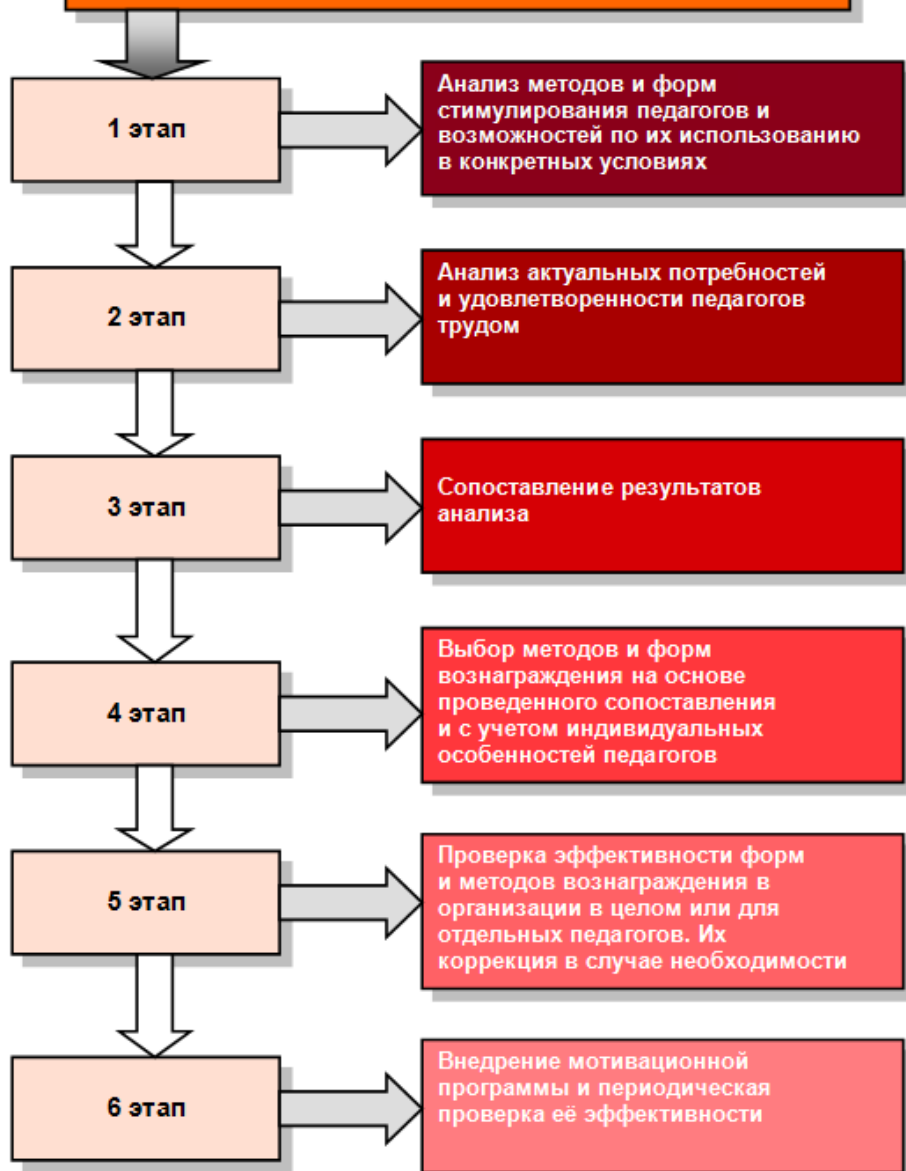 1 этап
Анализ методов и форм
стимулирования педагогов и
возможностей по их использованию
в конкретных условиях
2 этап
Анализ актуальных потребностей
и удовлетворенности педагогов
трудом
3 этап
Сопоставление результатов
анализа
4 этап
Выбор методов и форм
вознаграждения на основе
проведенного сопоставления
и с учетом индивидуальных
особенностей педагогов
5 этап
Проверка эффективности форм
и методов вознаграждения в
организации в целом или для
отдельных педагогов. Их
коррекция в случае необходимости
6 этап
Внедрение мотивационной
программы и периодическая
проверка её эффективности